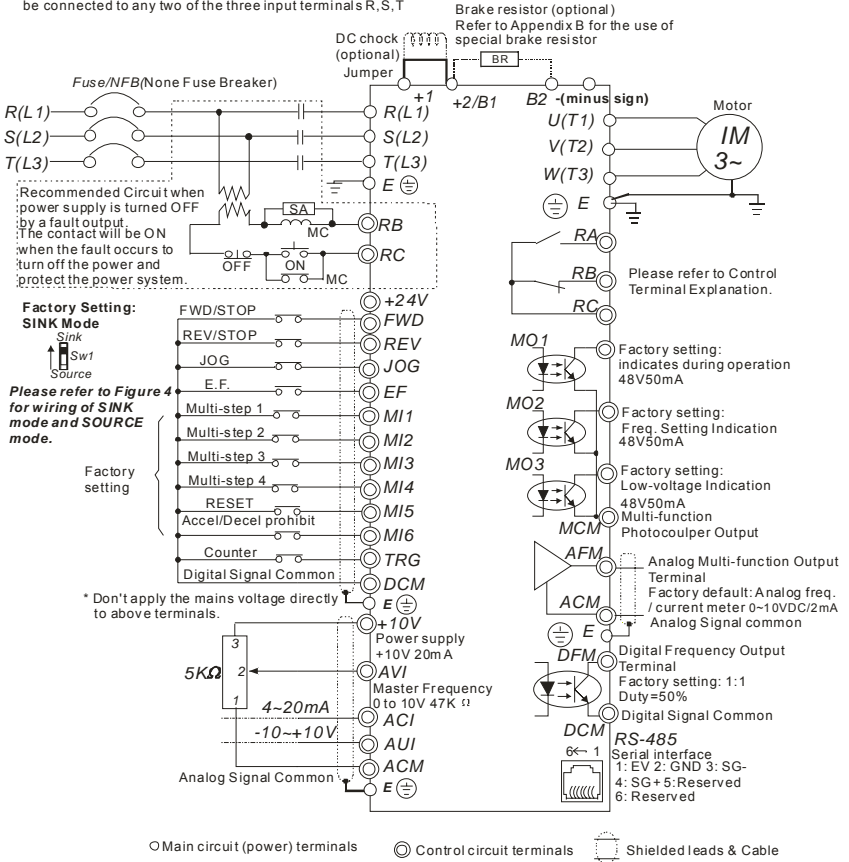 be connected to any two of the three input terminals R,S,T
Brake resistor (optional)
Refer to Appendix B for the use of
special brake resistor
DC chock
(optional)
Jumper
BR
Fuse/NFB(None Fuse Breaker)
+1
+2/B1
B2
-(minus sign)
Motor
R(L1)
R(L1)
U(T1)
S(L2)
S(L2)
V(T2)
IM
3~
T(L3)
T(L3)
W(T3)
E
E
Recommended Circuit when
power supply is turned OFF
by a fault output.
The contact will be ON
when the fault occurs to
turn off the power and
protect the power system.
SA
MC
RB
OFF
ON
MC
RC
RA
RB
RC
Please refer to Control
Terminal Explanation.
Factory Setting:
SINK Mode
Sink
Sw1
Source
Please refer to Figure 4
for wiring of SINK
mode and SOURCE
mode.
+24V
FWD/STOP
FWD
REV/STOP
REV
JOG
JOG
E.F.
EF
Multi-step 1
MI1
Multi-step 2
MI2
Multi-step 3
MI3
Multi-step 4
MI4
RESET
MI5
Accel/Decel prohibit
MI6
Counter
TRG
Digital Signal Common
DCM
E
Factory
setting
* Don't apply the mains voltage directly
to above terminals.
MO1
Factory setting:
indicates during operation
48V50mA
MO2
Factory setting:
Freq. Setting Indication
48V50mA
MO3
Factory setting:
Low-voltage Indication
48V50mA
MCM
Multi-function
Photocoulper Output
AFM
Analog Multi-function Output
Terminal
Factory default: Analog freq.
/ current meter 0~10VDC/2mA
ACM
Analog Signal common
E
+10V
Power supply
+10V 20mA
3
5KΩ
2
1
AVI
Master Frequency
0 to 10V 47K Ω
4~20mA
ACI
-10~+10V
AUI
ACM
Analog Signal Common
E
DFM
Digital Frequency Output
Terminal
Factory setting: 1:1
Duty=50%
DCM
Digital Signal Common
RS-485
Serial interface
6← 1
1: EV 2: GND 3: SG-
4: SG+ 5:Reserved
6: Reserved
Main circuit (power) terminals
Control circuit terminals
Shielded leads & Cable